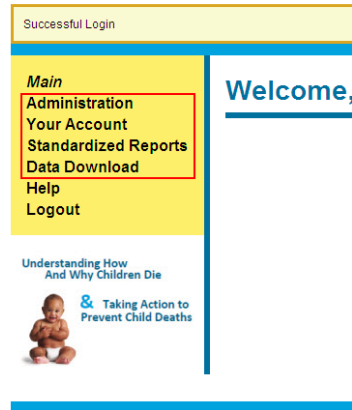 Successful Login
Main
Administration
Welcome,
Your Account
Standardized Reports
Data Download
Help
Logout
Understanding How
And Why Children Die
& Taking Action to
Prevent Child Deaths